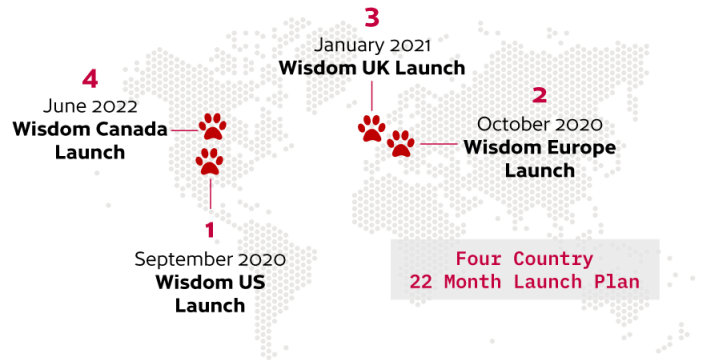 3
January 2021
Wisdom UK Launch
4
June 2022
Wisdom Canada
Launch
2
October 2020
Wisdom Europe
Launch
1
September 2020
Wisdom US
Launch
Four Country
22 Month Launch Plan